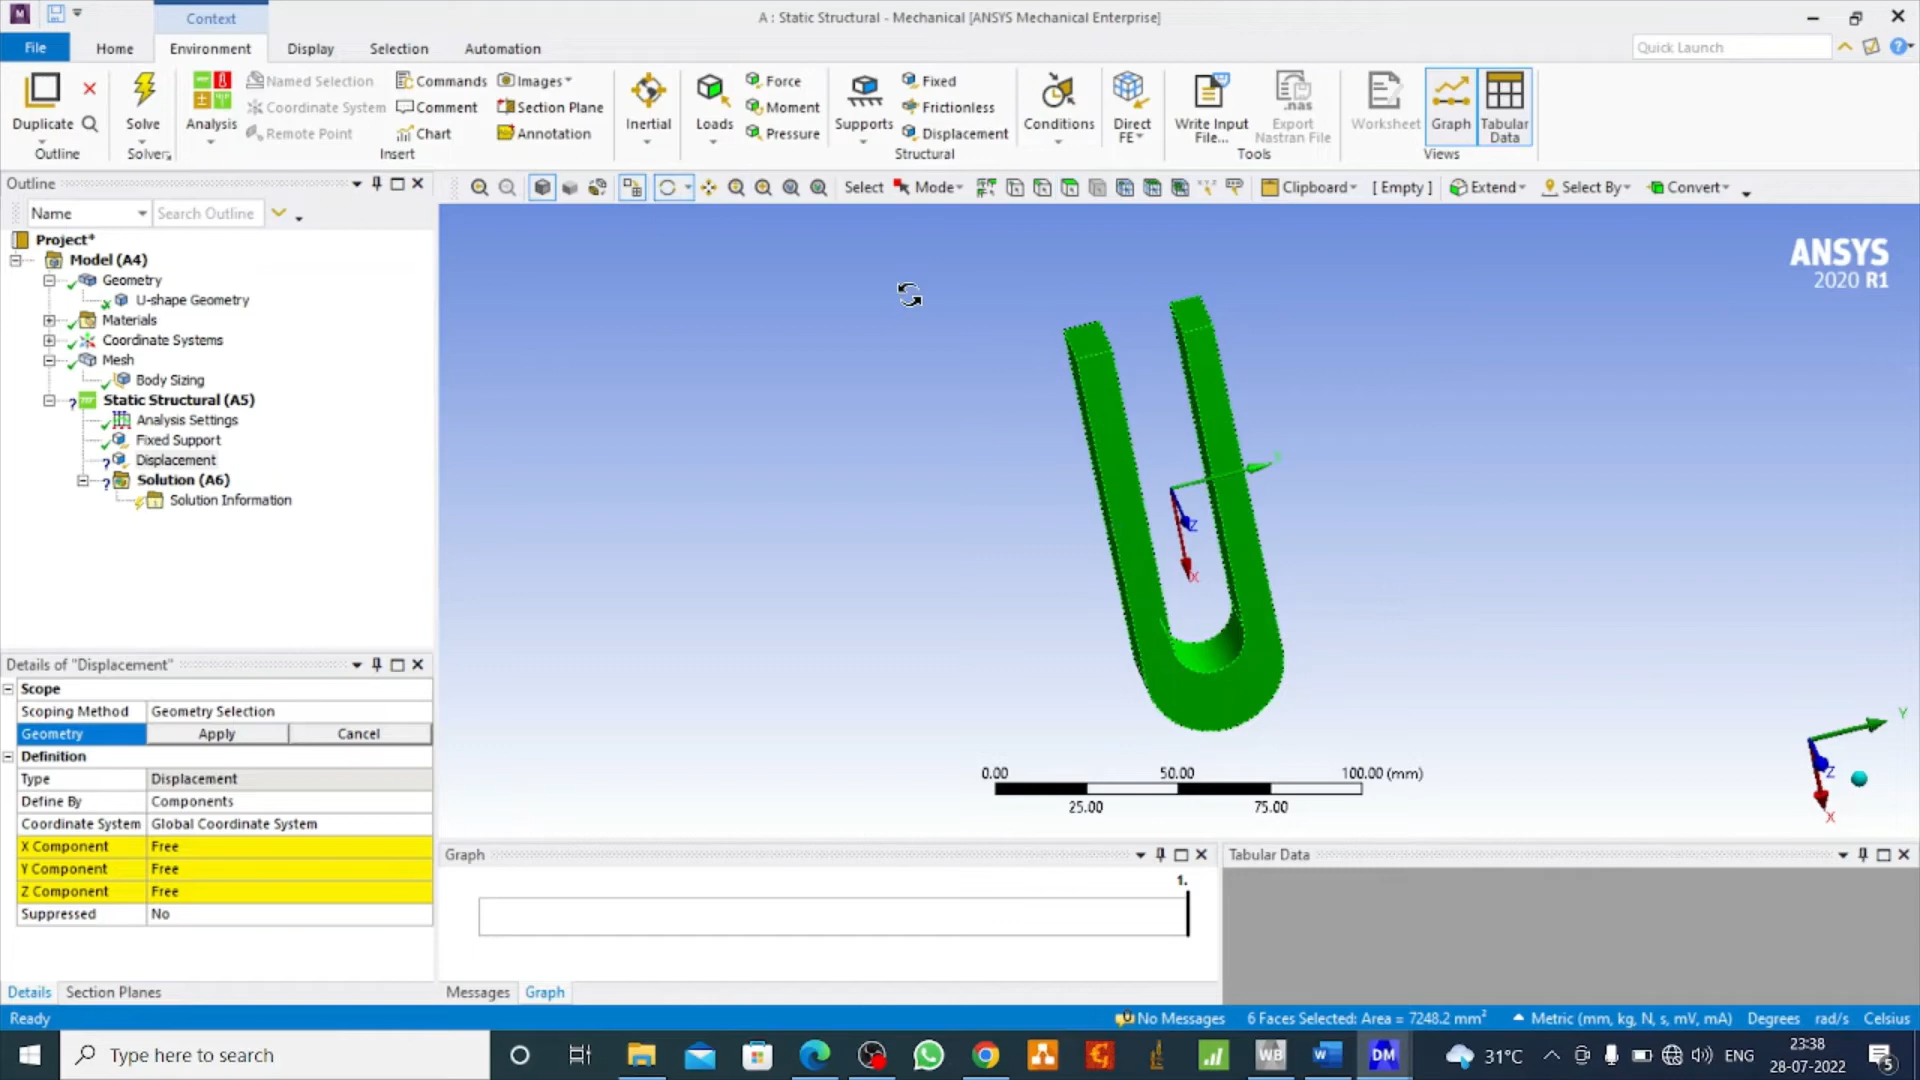 Context
A : Static Structural - Mechanical [ANSYS Mechanical Enterprise]
File Home Environment Display Selection Automation
Quick Launch
Duplicate
Outline
Solve
Solver
Analysis
Named Selection
Coordinate System
Remote Point
Commands
Comment
Chart
Images
Section Plane
Annotation
Insert
Inertial
Loads
Force
Moment
Pressure
Supports
Fixed
Frictionless
Displacement
Structural
Conditions
Direct
FE
Write Input
File...
.nas
Export
Nastran File
Tools
Worksheet
Graph
Tabular
Data
Views
Outline
Name Search Outline
Select Mode Clipboard [ Empty ] Extend Select By Convert
Project*
Model (A4)
Geometry
U-shape Geometry
Materials
Coordinate Systems
Mesh
Body Sizing
Static Structural (A5)
Analysis Settings
Fixed Support
Displacement
Solution (A6)
Solution Information
ANSYS
2020 R1
Z
X
0.00 50.00 100.00 (mm)
25.00 75.00
Y
Z
X
Details of "Displacement"
Scope
Scoping Method Geometry Selection
Geometry Apply Cancel
Definition
Type Displacement
Define By Components
Coordinate System Global Coordinate System
X Component Free
Y Component Free
Z Component Free
Suppressed No
Details Section Planes
Graph
1.
Messages Graph
Tabular Data
Ready No Messages 6 Faces Selected: Area = 7248.2 mm² Metric (mm, kg, N, s, mV, mA) Degrees rad/s Celsius
Type here to search
WB
W
DM
31°C ENG
23:38
28-07-2022
5